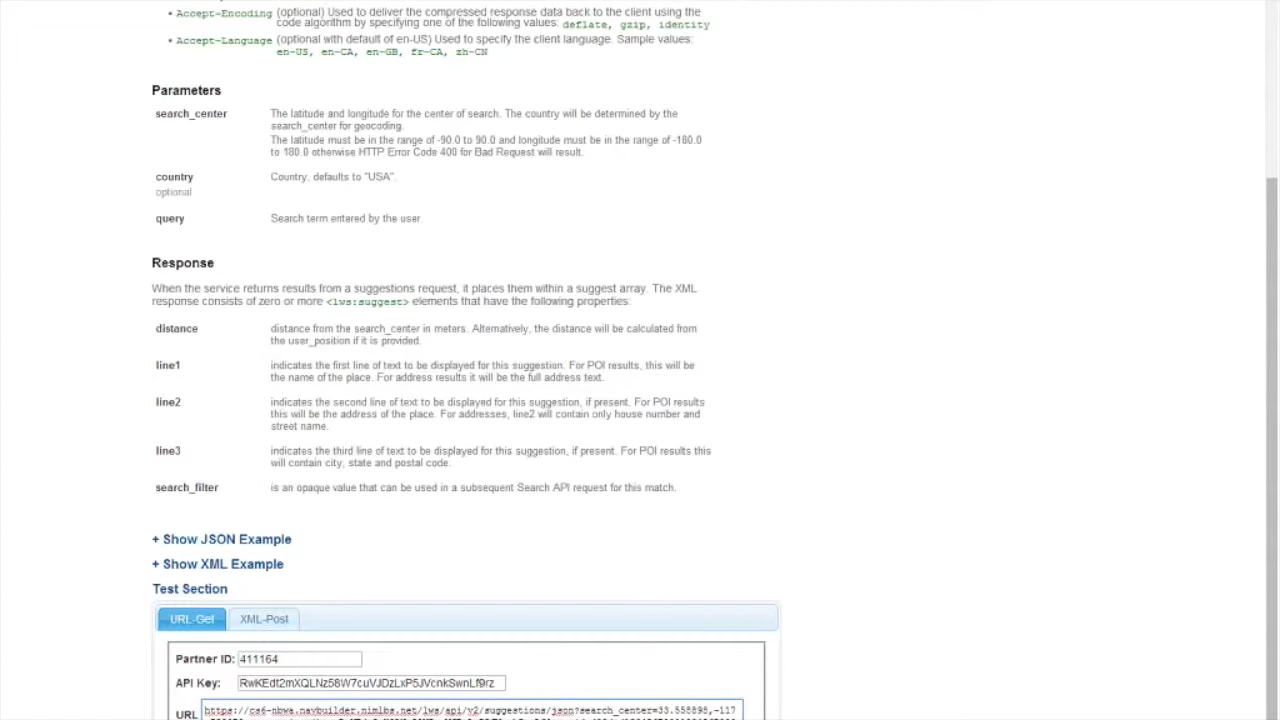 • Accept-Encoding (optional) Used to deliver the compressed response data back to the client using the
code algorithm by specifying one of the following values: deflate, gzip, identity
• Accept-Language (optional with default of en-US) Used to specify the client language. Sample values:
en-US, en-CA, en-GB, fr-CA, zh-CN
Parameters
search_center The latitude and longitude for the center of search. The country will be determined by the
search_center for geocoding.
The latitude must be in the range of -90.0 to 90.0 and longitude must be in the range of -180.0
to 180.0 otherwise HTTP Error Code 400 for Bad Request will result.
country Country, defaults to "USA".
optional
query Search term entered by the user.
Response
When the service returns results from a suggestions request, it places them within a suggest array. The XML
response consists of zero or more <lws:suggest> elements that have the following properties:
distance distance from the search_center in meters. Alternatively, the distance will be calculated from
the user_position if it is provided.
line1 indicates the first line of text to be displayed for this suggestion. For POI results, this will be
the name of the place. For address results it will be the full address text.
line2 indicates the second line of text to be displayed for this suggestion, if present. For POI results
this will be the address of the place. For addresses, line2 will contain only house number and
street name.
line3 indicates the third line of text to be displayed for this suggestion, if present. For POI results this
will contain city, state and postal code.
search_filter is an opaque value that can be used in a subsequent Search API request for this match.
+ Show JSON Example
+ Show XML Example
Test Section
URL-Get XML-Post
Partner ID: 411164
API Key: RwKEdt2mXQLNz58W7cuVJDzLxP5JVcnkSwnLf9rz
URL https://cs6-nbwa.navbuilder.nimlbs.net/lws/api/v2/suggestions/json?search_center=33.558898,-117